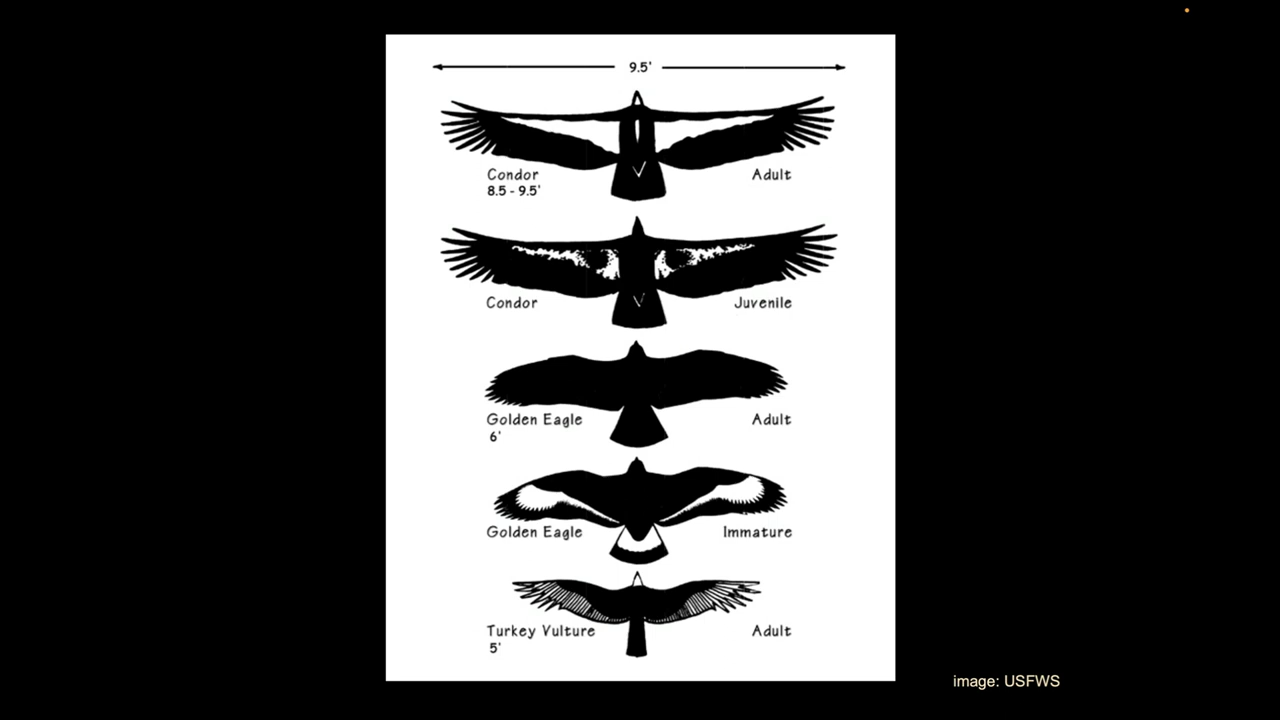 9.5'
Condor Adult
8.5 - 9.5'
Condor Juvenile
Golden Eagle Adult
6'
Golden Eagle Immature
Turkey Vulture Adult
5'
image: USFWS